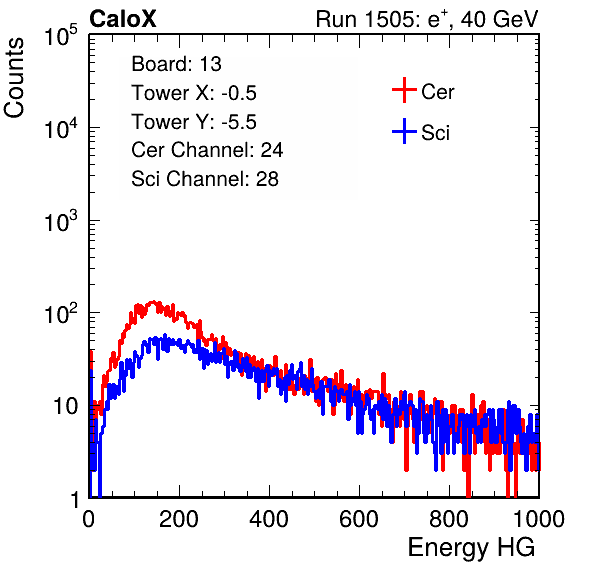 CaloX Run 1505: e⁺, 40 GeV
Counts
10⁵
10⁴
10³
10²
10
1
Board: 13
Tower X: -0.5
Tower Y: -5.5
Cer Channel: 24
Sci Channel: 28
Cer
Sci
0 200 400 600 800 1000
Energy HG